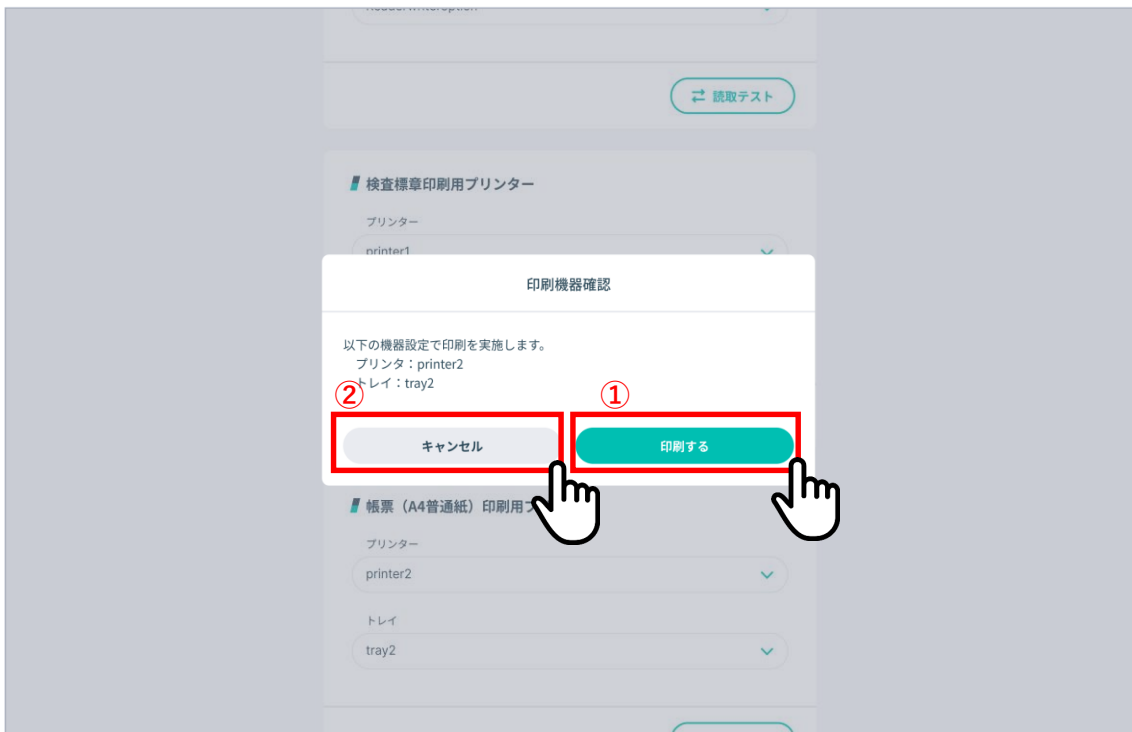 読取テスト
検査標章印刷用プリンター
プリンター
printer1
印刷機器確認
以下の機器設定で印刷を実施します。
プリンタ：printer2
トレイ：tray2
② ①
キャンセル 印刷する
帳票（A4普通紙）印刷用
プリンター
printer2
トレイ
tray2